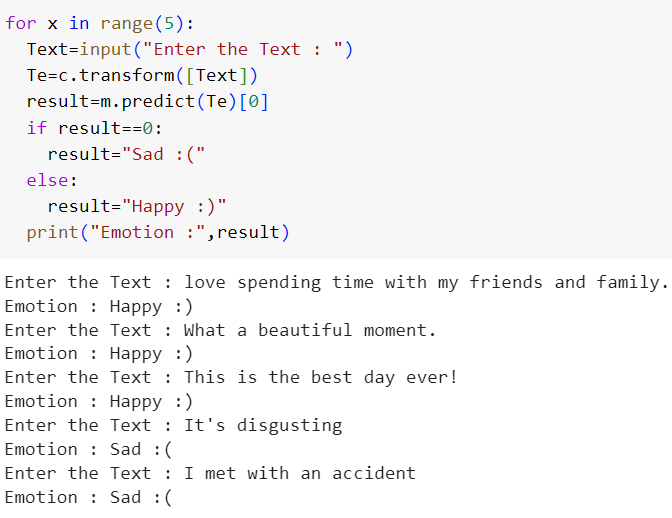 for x in range(5):
  Text=input("Enter the Text : ")
  Te=c.transform([Text])
  result=m.predict(Te)[0]
  if result==0:
    result="Sad :("
  else:
    result="Happy :)"
  print("Emotion :",result)
Enter the Text : love spending time with my friends and family.
Emotion : Happy :)
Enter the Text : What a beautiful moment.
Emotion : Happy :)
Enter the Text : This is the best day ever!
Emotion : Happy :)
Enter the Text : It's disgusting
Emotion : Sad :(
Enter the Text : I met with an accident
Emotion : Sad :(